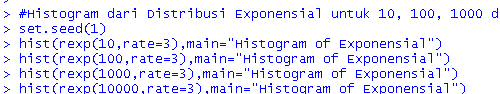 > #Histogram dari Distribusi Exponensial untuk 10, 100, 1000 d
> set.seed(1)
> hist(rexp(10,rate=3),main="Histogram of Exponensial")
> hist(rexp(100,rate=3),main="Histogram of Exponensial")
> hist(rexp(1000,rate=3),main="Histogram of Exponensial")
> hist(rexp(10000,rate=3),main="Histogram of Exponensial")